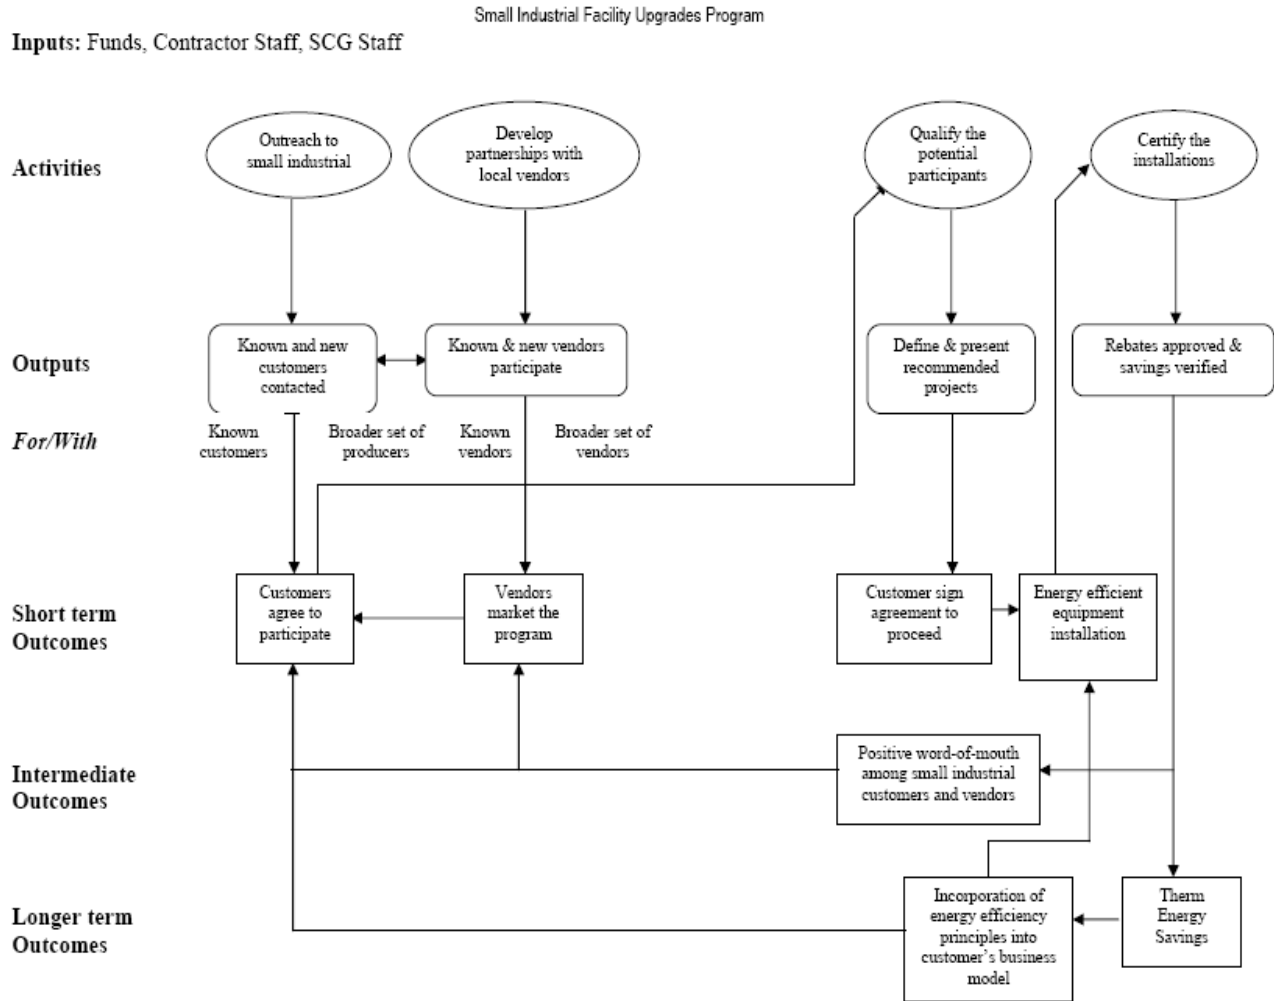 Small Industrial Facility Upgrades Program
Inputs: Funds, Contractor Staff, SCG Staff
Activities
Outreach to
small industrial
Develop
partnerships with
local vendors
Qualify the
potential
participants
Certify the
installations
Outputs
Known and new
customers
contacted
Known & new vendors
participate
Define & present
recommended
projects
Rebates approved &
savings verified
For/With
Known
customers
Broader set of
producers
Known
vendors
Broader set of
vendors
Short term
Outcomes
Customers
agree to
participate
Vendors
market the
program
Customer sign
agreement to
proceed
Energy efficient
equipment
installation
Intermediate
Outcomes
Positive word-of-mouth
among small industrial
customers and vendors
Longer term
Outcomes
Incorporation of
energy efficiency
principles into
customer's business
model
Therm
Energy
Savings